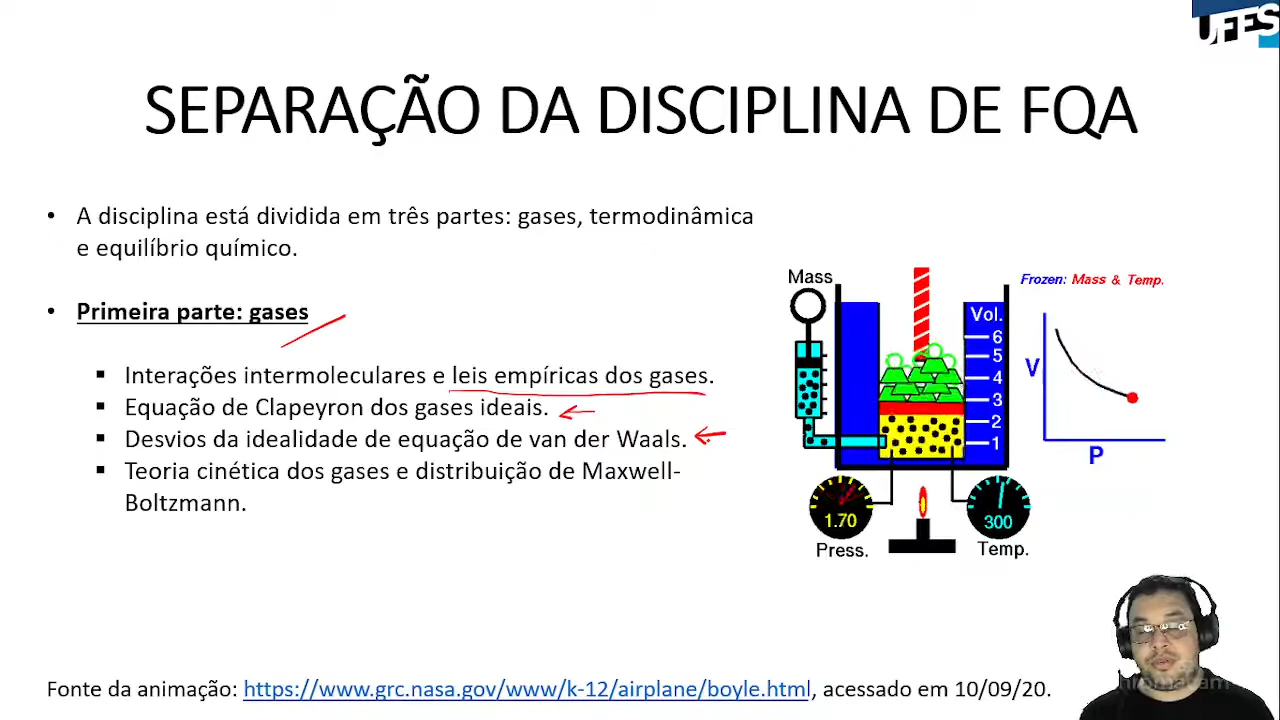 UFES
SEPARAÇÃO DA DISCIPLINA DE FQA
• A disciplina está dividida em três partes: gases, termodinâmica
e equilíbrio químico.
• Primeira parte: gases
▪ Interações intermoleculares e leis empíricas dos gases.
▪ Equação de Clapeyron dos gases ideais.
▪ Desvios da idealidade de equação de van der Waals.
▪ Teoria cinética dos gases e distribuição de Maxwell-
Boltzmann.
Mass
Vol.
6
5
4
3
2
1
1.70
Press.
300
Temp.
Frozen: Mass & Temp.
V
P
Fonte da animação: https://www.grc.nasa.gov/www/k-12/airplane/boyle.html, acessado em 10/09/20.